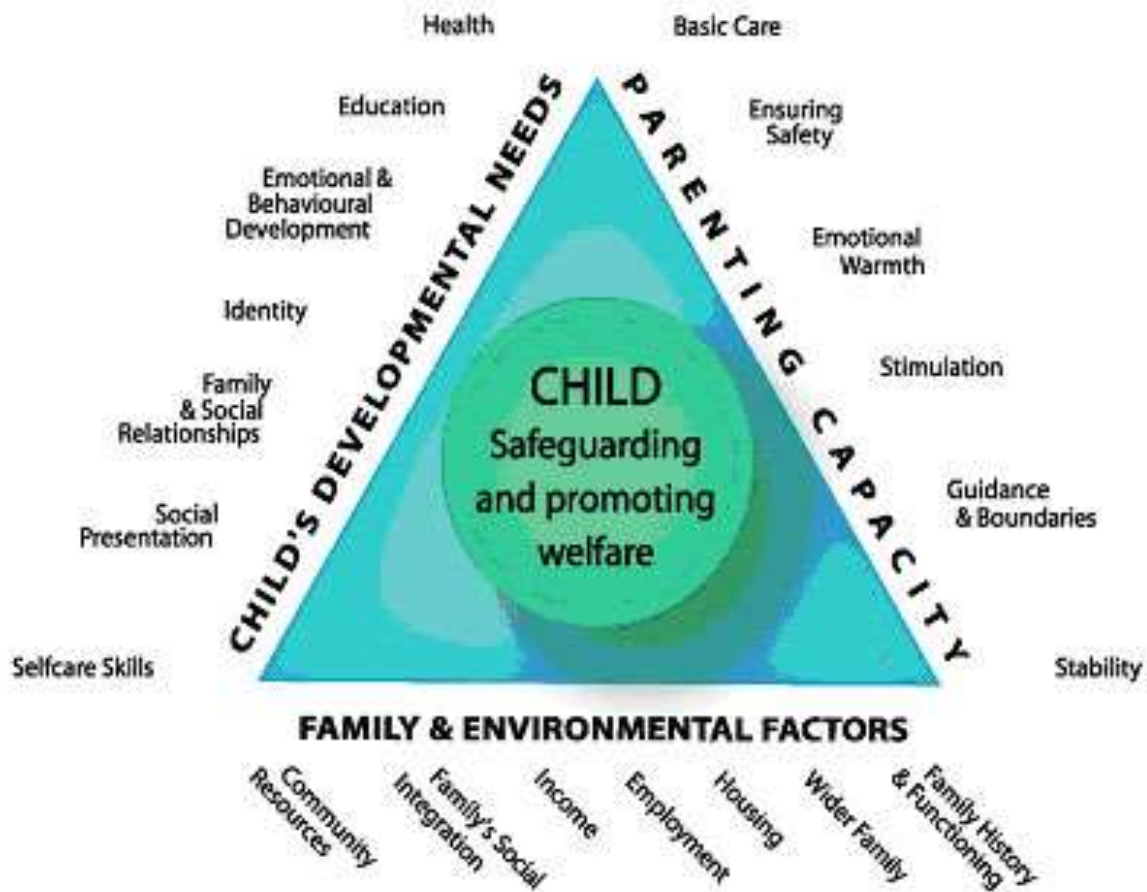 Health
Education
Emotional &
Behavioural
Development
Identity
Family
& Social
Relationships
Social
Presentation
Selfcare Skills
CHILD'S DEVELOPMENTAL NEEDS
Basic Care
Ensuring
Safety
Emotional
Warmth
Stimulation
Guidance
& Boundaries
Stability
PARENTING CAPACITY
CHILD
Safeguarding
and promoting
welfare
FAMILY & ENVIRONMENTAL FACTORS
Community
Resources
Family's Social
Integration
Income
Employment
Housing
Wider Family
Family History
& Functioning